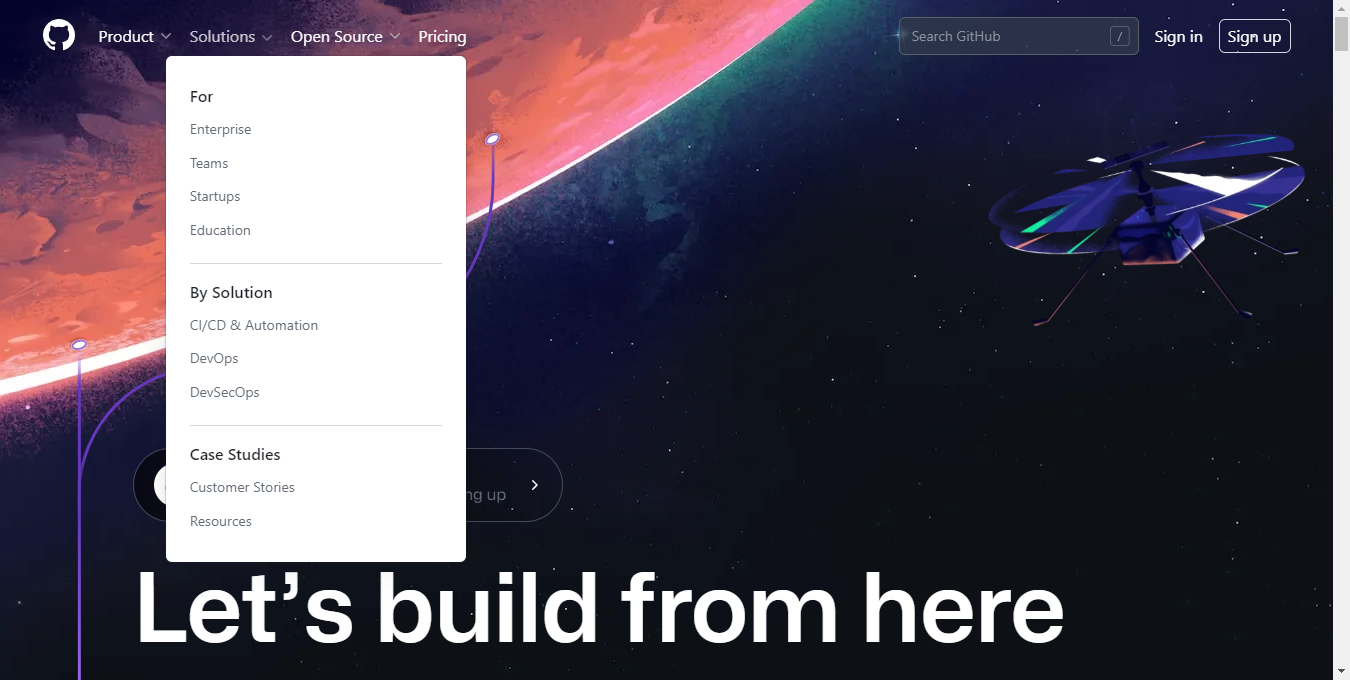 Product Solutions Open Source Pricing Search GitHub / Sign in Sign up
For
Enterprise
Teams
Startups
Education
By Solution
CI/CD & Automation
DevOps
DevSecOps
Case Studies
Customer Stories
ng up
Resources
Let’s build from here